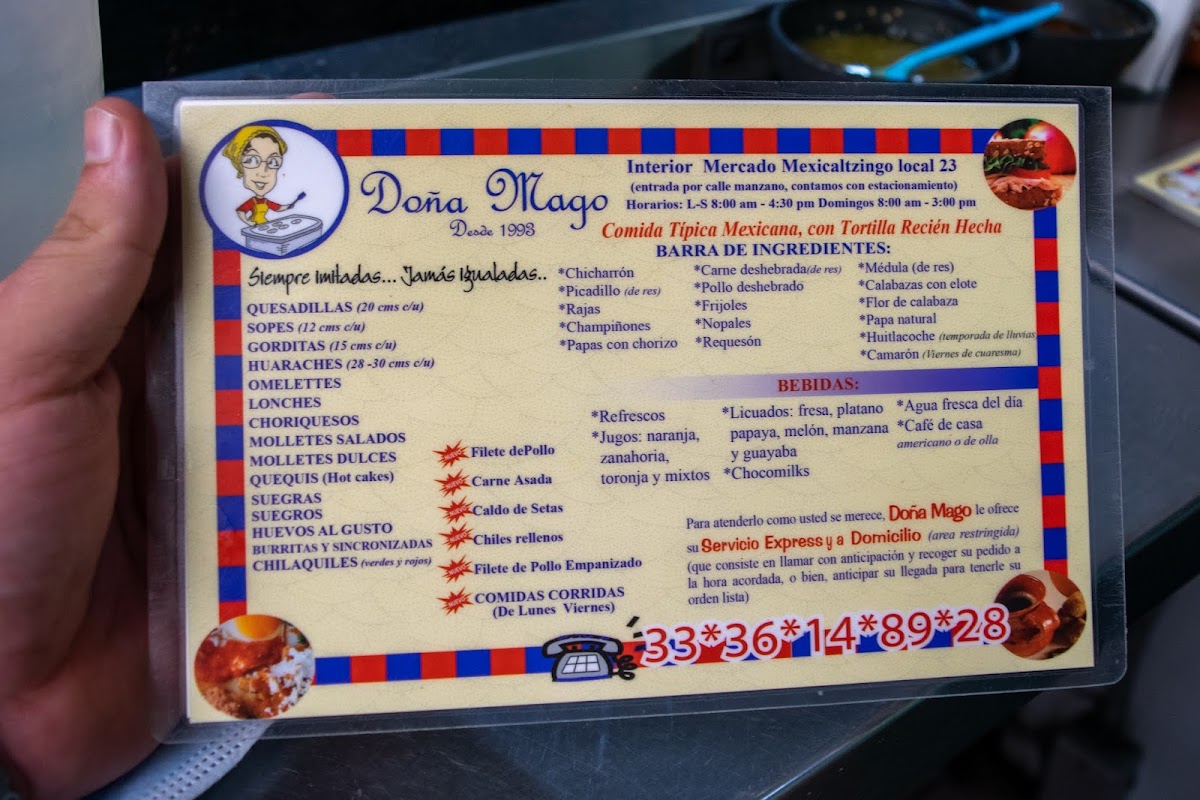 Doña Mago
Desde 1993
Interior Mercado Mexicaltzingo local 23
(entrada por calle manzano, contamos con estacionamiento)
Horarios: L-S 8:00 am - 4:30 pm Domingos 8:00 am - 3:00 pm
Comida Típica Mexicana, con Tortilla Recién Hecha
BARRA DE INGREDIENTES:
Siempre Imitadas... Jamás Igualadas..
QUESADILLAS (20 cms c/u)
SOPES (12 cms c/u)
GORDITAS (15 cms c/u)
HUARACHES (28 -30 cms c/u)
OMELETTES
LONCHES
CHORIQUESOS
MOLLETES SALADOS
MOLLETES DULCES
QUEQUIS (Hot cakes)
SUEGRAS
SUEGROS
HUEVOS AL GUSTO
BURRITAS Y SINCRONIZADAS
CHILAQUILES (verdes y rojos)
*Chicharrón
*Picadillo (de res)
*Rajas
*Champiñones
*Papas con chorizo
*Carne deshebrada(de res)
*Pollo deshebrado
*Frijoles
*Nopales
*Requesón
*Médula (de res)
*Calabazas con elote
*Flor de calabaza
*Papa natural
*Huitlacoche (temporada de lluvias
*Camarón (Viernes de cuaresma)
NUEVO Filete dePollo
NUEVO Carne Asada
NUEVO Caldo de Setas
NUEVO Chiles rellenos
NUEVO Filete de Pollo Empanizado
NUEVO COMIDAS CORRIDAS
(De Lunes Viernes)
BEBIDAS:
*Refrescos
*Jugos: naranja,
zanahoria,
toronja y mixtos
*Licuados: fresa, platano
papaya, melón, manzana
y guayaba
*Chocomilks
*Agua fresca del día
*Café de casa
americano o de olla
Para atenderlo como usted se merece, Doña Mago le ofrece
su Servicio Express y a Domicilio (area restringida)
(que consiste en llamar con anticipación y recoger su pedido a
la hora acordada, o bien, anticipar su llegada para tenerle su
orden lista)
33*36*14*89*28